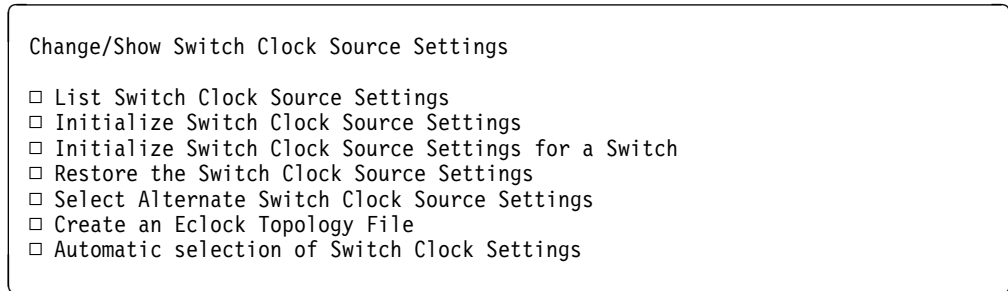 Change/Show Switch Clock Source Settings
□ List Switch Clock Source Settings
□ Initialize Switch Clock Source Settings
□ Initialize Switch Clock Source Settings for a Switch
□ Restore the Switch Clock Source Settings
□ Select Alternate Switch Clock Source Settings
□ Create an Eclock Topology File
□ Automatic selection of Switch Clock Settings